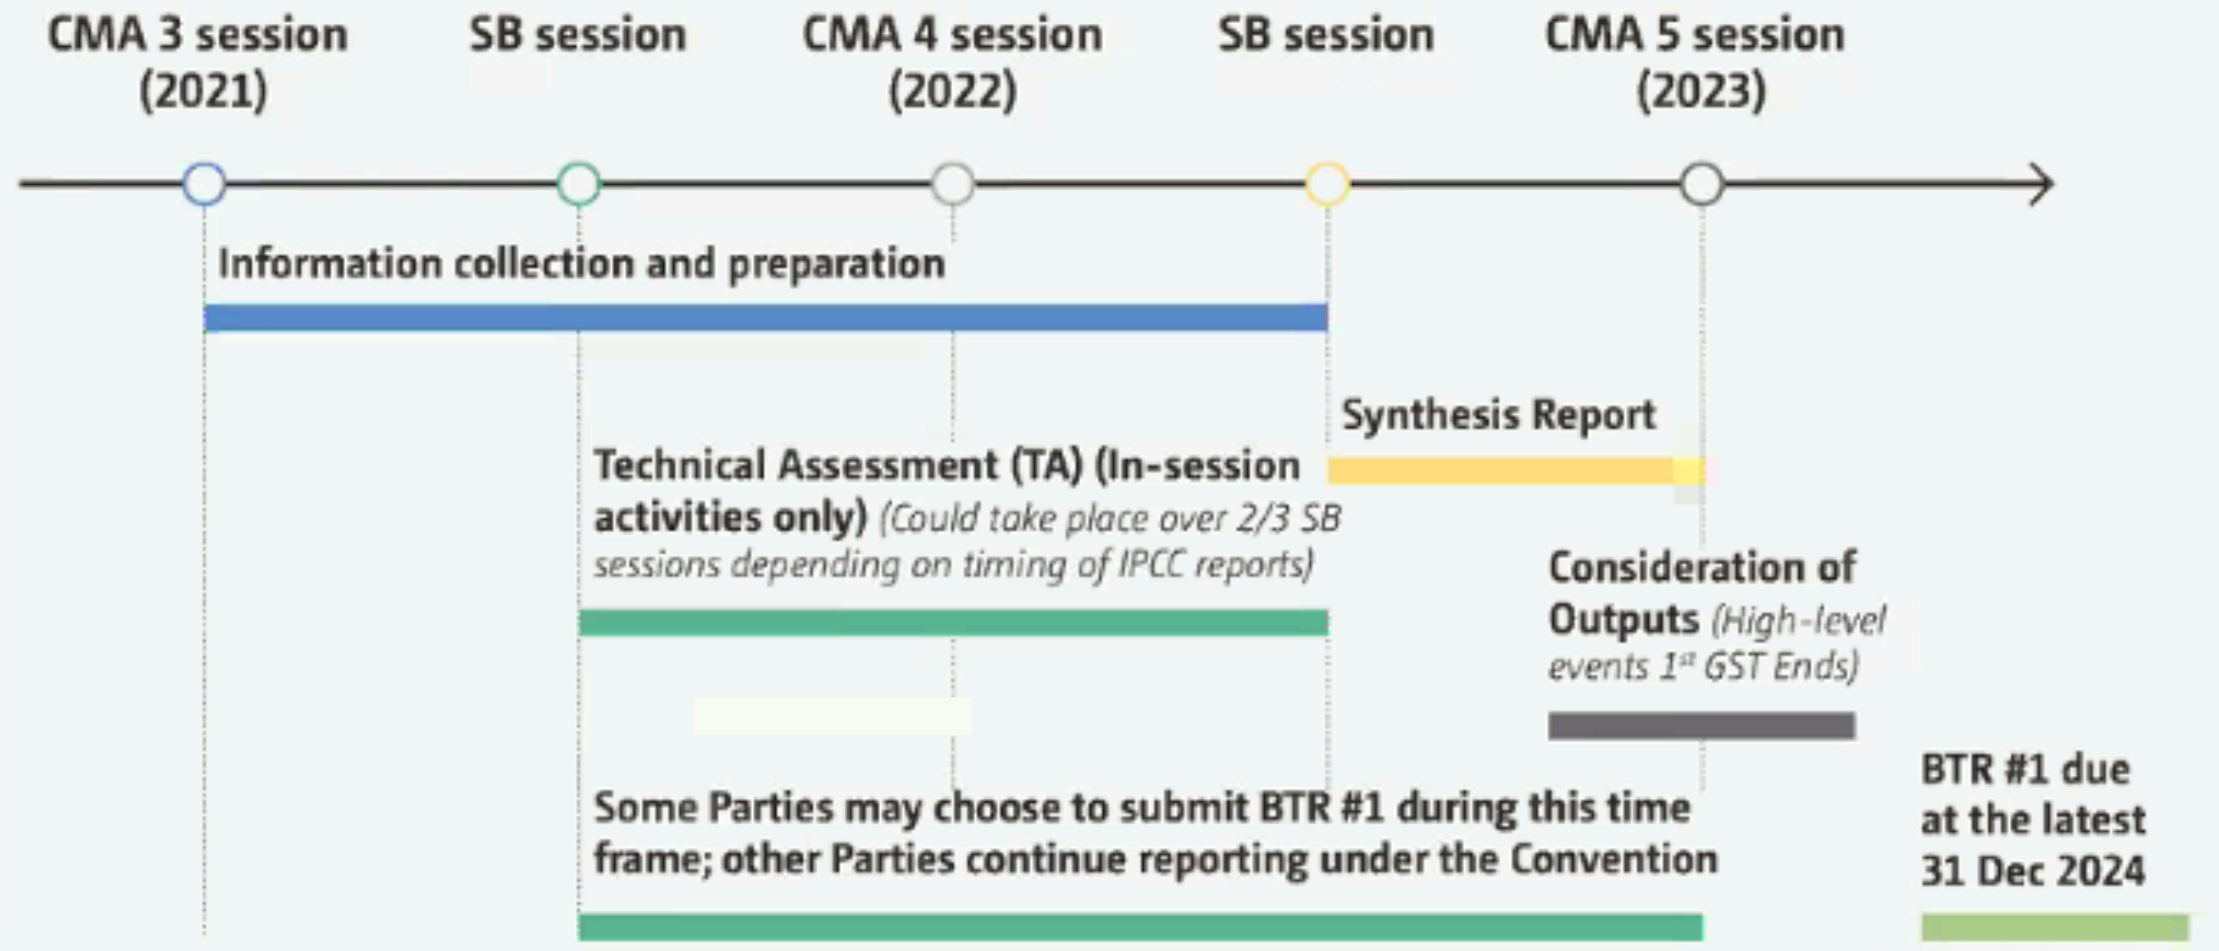 CMA 3 session
(2021)
SB session
CMA 4 session
(2022)
SB session
CMA 5 session
(2023)
Information collection and preparation
Synthesis Report
Technical Assessment (TA) (In-session
activities only) (Could take place over 2/3 SB
sessions depending on timing of IPCC reports)
Consideration of
Outputs (High-level
events 1st GST Ends)
Some Parties may choose to submit BTR #1 during this time
frame; other Parties continue reporting under the Convention
BTR #1 due
at the latest
31 Dec 2024